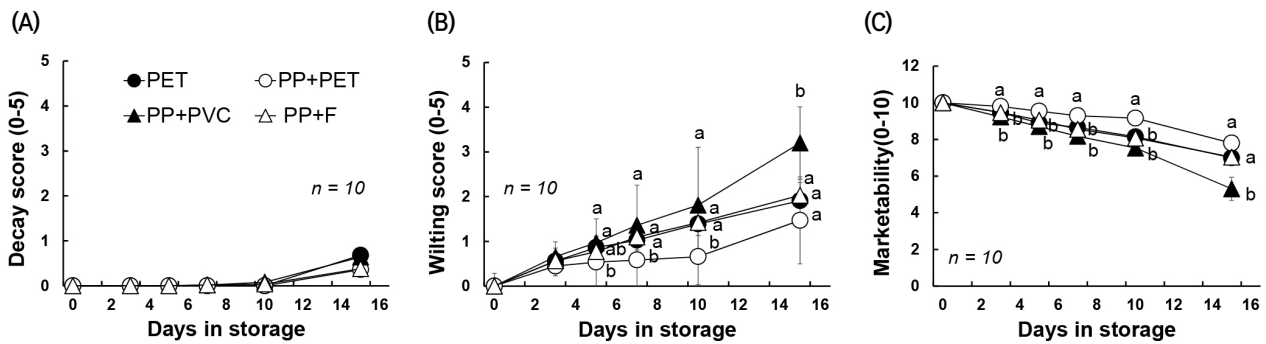 (A)
(B)
(C)
Decay score (0-5)
5
4
3
2
1
0
PET
PP+PET
PP+PVC
PP+F
n = 10
0 2 4 6 8 10 12 14 16
Days in storage
Wilting score (0-5)
5
4
3
2
1
0
n = 10
a a a b
a a a a
ab a a a
b b b
0 2 4 6 8 10 12 14 16
Days in storage
Marketability(0-10)
12
10
8
6
4
2
0
a a a a a
b b b b a
b b b b b
n = 10
0 2 4 6 8 10 12 14 16
Days in storage